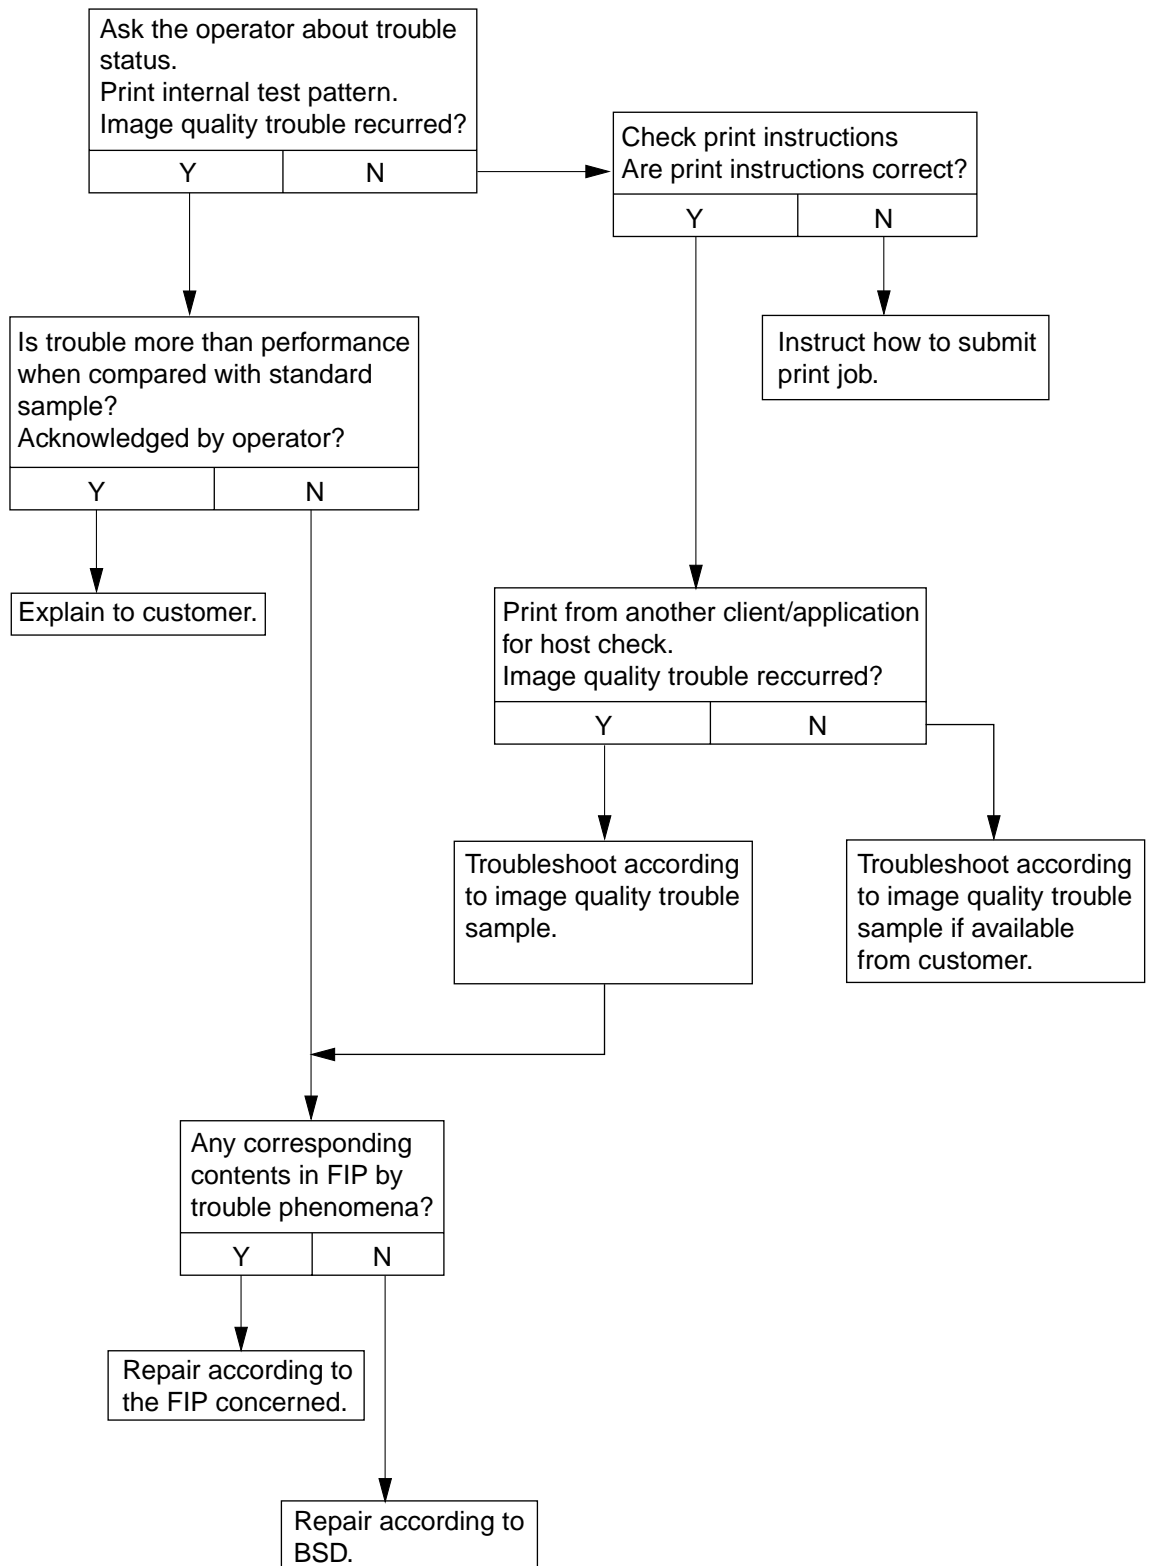 Ask the operator about trouble
status.
Print internal test pattern.
Image quality trouble recurred?
Y
N
Check print instructions
Are print instructions correct?
Y
N
Instruct how to submit
print job.
Is trouble more than performance
when compared with standard
sample?
Acknowledged by operator?
Y
N
Explain to customer.
Print from another client/application
for host check.
Image quality trouble reccurred?
Y
N
Troubleshoot according
to image quality trouble
sample.
Troubleshoot according
to image quality trouble
sample if available
from customer.
Any corresponding
contents in FIP by
trouble phenomena?
Y
N
Repair according to
the FIP concerned.
Repair according to
BSD.